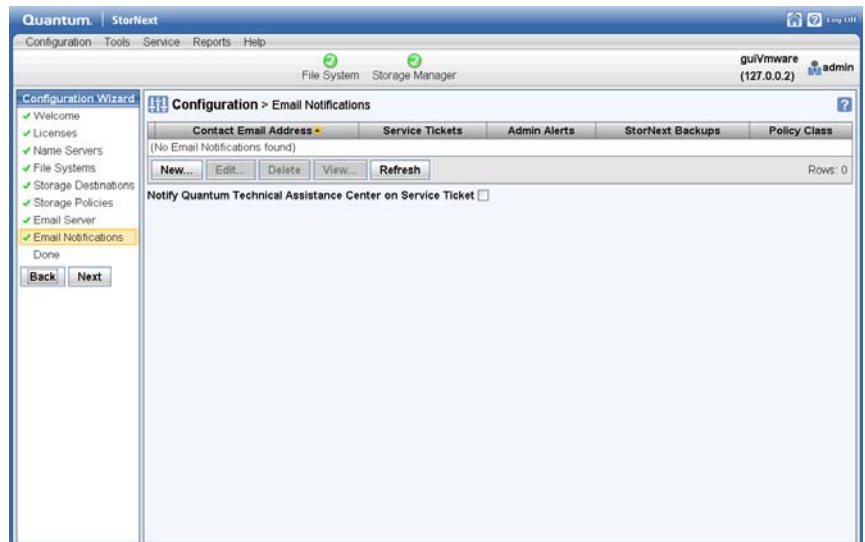 Quantum. StorNext
Log Off
Configuration Tools Service Reports Help
File System Storage Manager
guiVmware
(127.0.0.2)
admin
Configuration Wizard
Welcome
Licenses
Name Servers
File Systems
Storage Destinations
Storage Policies
Email Server
Email Notifications
Done
Back Next
Configuration > Email Notifications
?
Contact Email Address Service Tickets Admin Alerts StorNext Backups Policy Class
(No Email Notifications found)
New... Edit... Delete View... Refresh Rows: 0
Notify Quantum Technical Assistance Center on Service Ticket